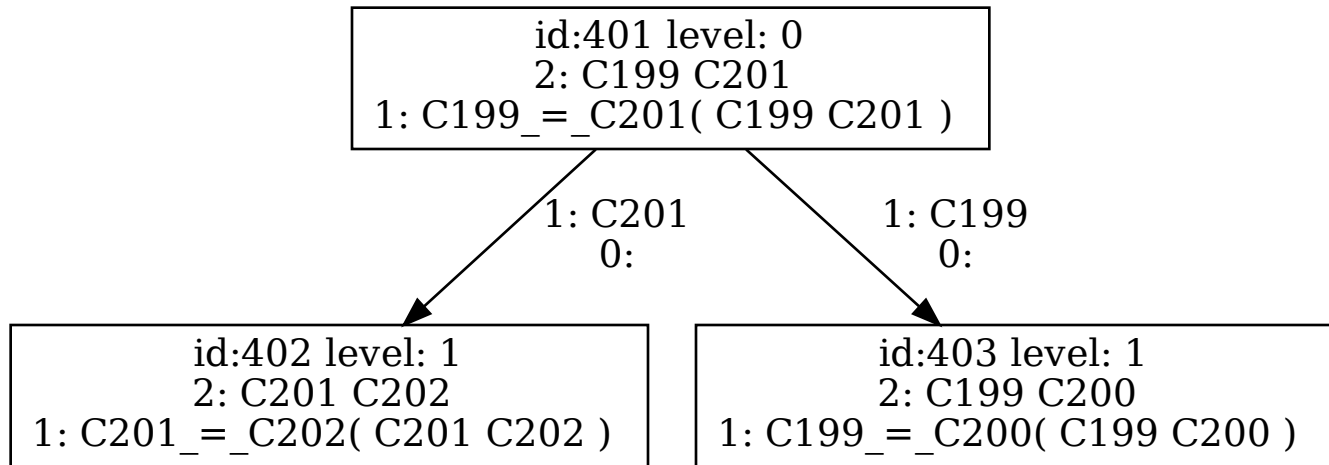 id:401 level: 0
2: C199 C201
1: C199_=_C201( C199 C201 )
1: C201
0:
1: C199
0:
id:402 level: 1
2: C201 C202
1: C201_=_C202( C201 C202 )
id:403 level: 1
2: C199 C200
1: C199_=_C200( C199 C200 )